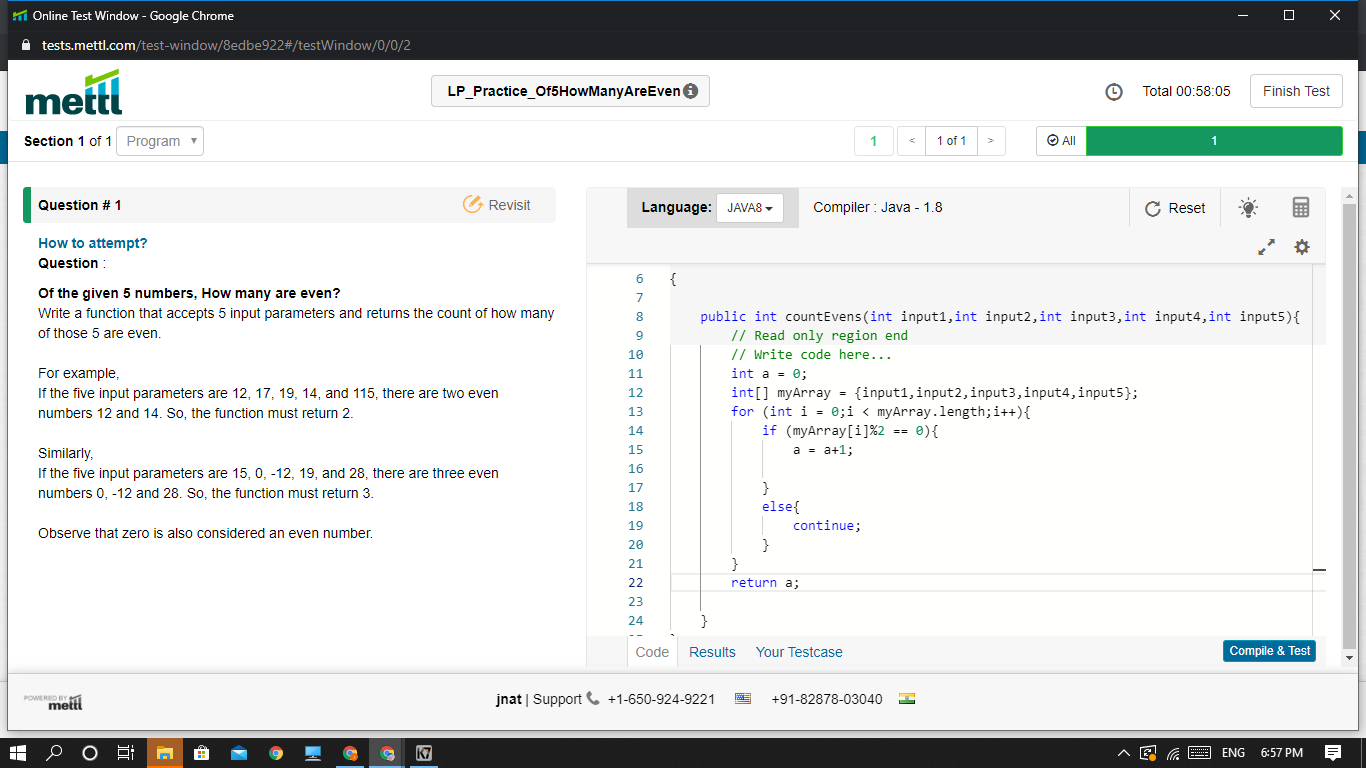 Online Test Window - Google Chrome
tests.mettl.com/test-window/8edbe922#/testWindow/0/0/2
mettl
LP_Practice_Of5HowManyAreEven
Total 00:58:05
Finish Test
Section 1 of 1
Program
1
<
1 of 1
>
All
1
Question # 1
Revisit
How to attempt?
Question :
Of the given 5 numbers, How many are even?
Write a function that accepts 5 input parameters and returns the count of how many
of those 5 are even.
For example,
If the five input parameters are 12, 17, 19, 14, and 115, there are two even
numbers 12 and 14. So, the function must return 2.
Similarly,
If the five input parameters are 15, 0, -12, 19, and 28, there are three even
numbers 0, -12 and 28. So, the function must return 3.
Observe that zero is also considered an even number.
Language: JAVA8
Compiler : Java - 1.8
Reset
6 {
7
8 public int countEvens(int input1,int input2,int input3,int input4,int input5){
9 // Read only region end
10 // Write code here...
11 int a = 0;
12 int[] myArray = {input1,input2,input3,input4,input5};
13 for (int i = 0;i < myArray.length;i++){
14 if (myArray[i]%2 == 0){
15 a = a+1;
16
17 }
18 else{
19 continue;
20 }
21 }
22 return a;
23
24 }
Code
Results
Your Testcase
Compile & Test
POWERED BY
mettl
jnat | Support +1-650-924-9221
+91-82878-03040
K7
ENG
6:57 PM